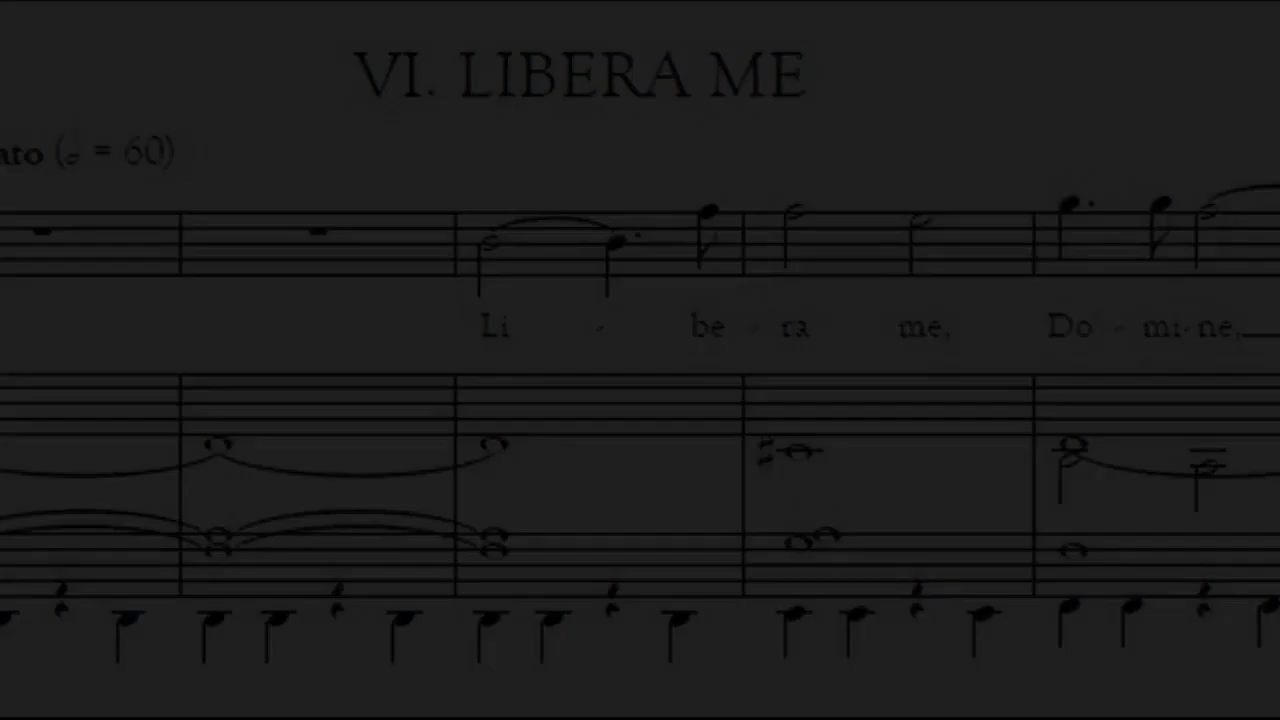 VI. LIBERA ME
ato (𝅗𝅥 = 60)
Li - be - ra me, Do - mi - ne,